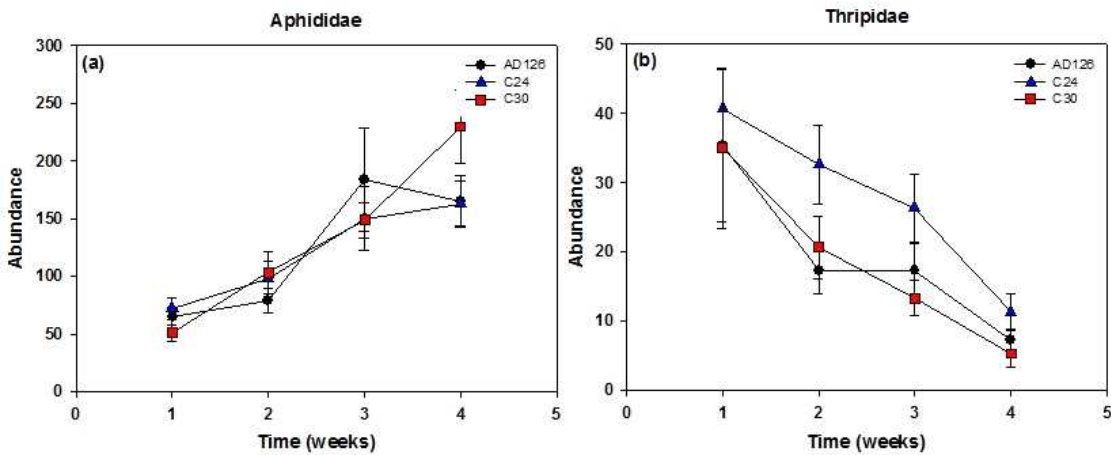 Aphididae
(a)
AD126
C24
C30
300
250
200
150
100
50
0
Abundance
0 1 2 3 4 5
Time (weeks)
Thripidae
(b)
AD126
C24
C30
50
40
30
20
10
0
Abundance
0 1 2 3 4 5
Time (weeks)